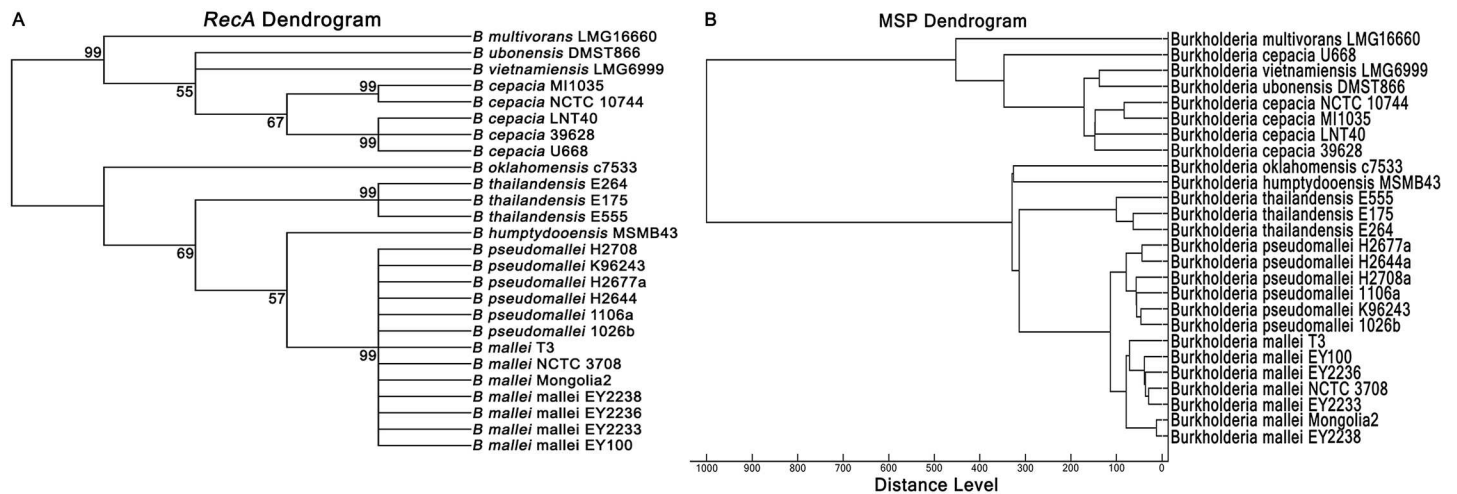 A
RecA Dendrogram
B multivorans LMG16660
99
B ubonensis DMST866
B vietnamiensis LMG6999
55
B cepacia MI1035
99
B cepacia NCTC 10744
67
B cepacia LNT40
B cepacia 39628
99
B cepacia U668
B oklahomensis c7533
B thailandensis E264
99
B thailandensis E175
B thailandensis E555
B humptydooensis MSMB43
69
B pseudomallei H2708
B pseudomallei K96243
B pseudomallei H2677a
57
B pseudomallei H2644
B pseudomallei 1106a
B pseudomallei 1026b
B mallei T3
99
B mallei NCTC 3708
B mallei Mongolia2
B mallei mallei EY2238
B mallei mallei EY2236
B mallei mallei EY2233
B mallei mallei EY100
B
MSP Dendrogram
Burkholderia multivorans LMG16660
Burkholderia cepacia U668
Burkholderia vietnamiensis LMG6999
Burkholderia ubonensis DMST866
Burkholderia cepacia NCTC 10744
Burkholderia cepacia MI1035
Burkholderia cepacia LNT40
Burkholderia cepacia 39628
Burkholderia oklahomensis c7533
Burkholderia humptydooensis MSMB43
Burkholderia thailandensis E555
Burkholderia thailandensis E175
Burkholderia thailandensis E264
Burkholderia pseudomallei H2677a
Burkholderia pseudomallei H2644a
Burkholderia pseudomallei H2708a
Burkholderia pseudomallei 1106a
Burkholderia pseudomallei K96243
Burkholderia pseudomallei 1026b
Burkholderia mallei T3
Burkholderia mallei EY100
Burkholderia mallei EY2236
Burkholderia mallei NCTC 3708
Burkholderia mallei EY2233
Burkholderia mallei Mongolia2
Burkholderia mallei EY2238
1000 900 800 700 600 500 400 300 200 100 0
Distance Level